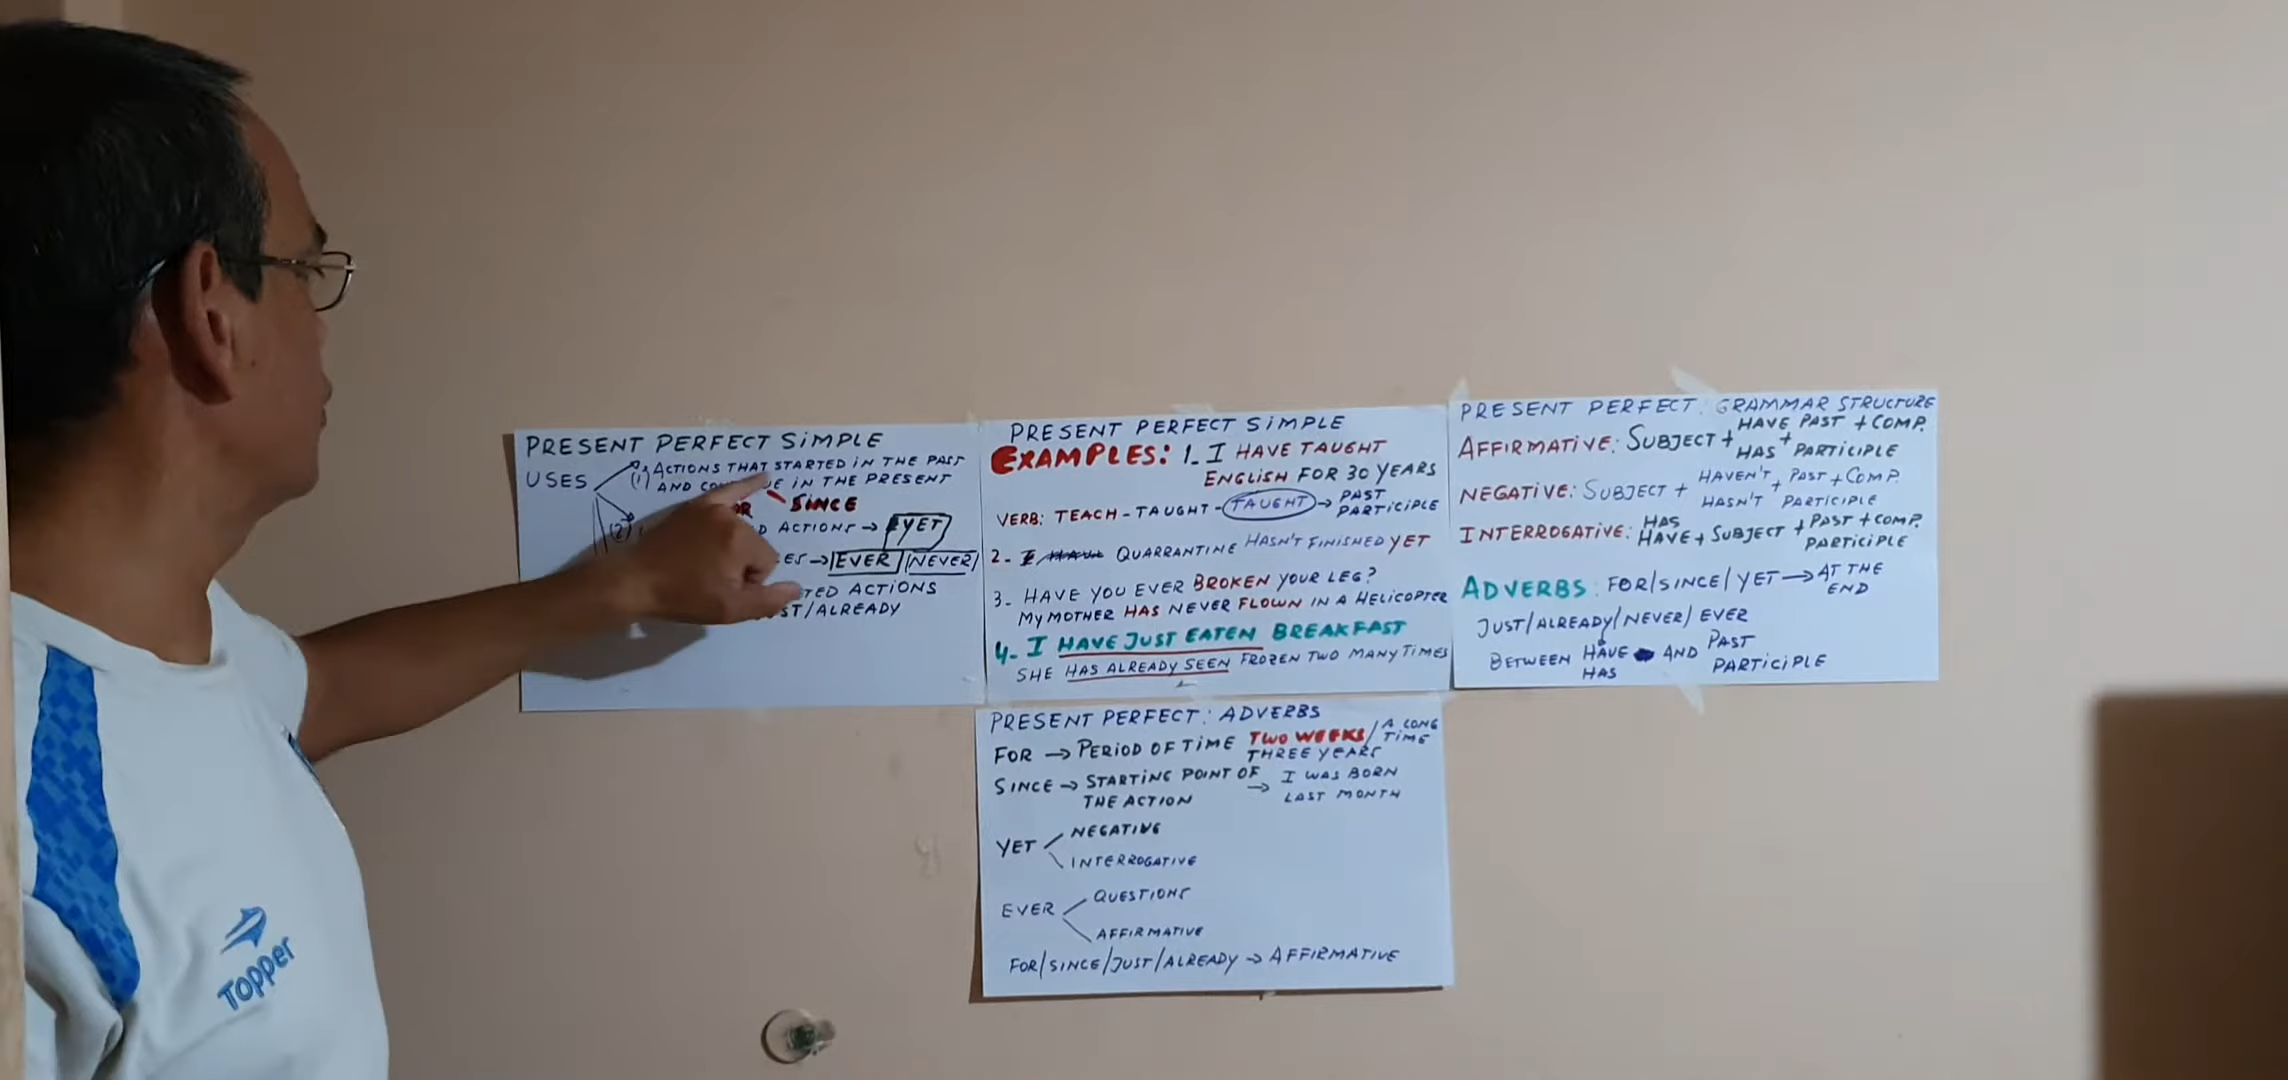 PRESENT PERFECT SIMPLE
USES
(1) ACTIONS THAT STARTED IN THE PAST
AND IN THE PRESENT
SINCE
(2) ACTIONS → YET
→ EVER / NEVER /
ACTIONS
/ALREADY
PRESENT PERFECT SIMPLE
EXAMPLES: 1_ I HAVE TAUGHT
ENGLISH FOR 30 YEARS
VERB: TEACH - TAUGHT - TAUGHT → PAST
PARTICIPLE
2- QUARRANTINE HASN'T FINISHED YET
3- HAVE YOU EVER BROKEN YOUR LEG?
MY MOTHER HAS NEVER FLOWN IN A HELICOPTER
4- I HAVE JUST EATEN BREAKFAST
SHE HAS ALREADY SEEN FROZEN TWO MANY TIMES
PRESENT PERFECT: GRAMMAR STRUCTURE
HAVE PAST + COMP.
AFFIRMATIVE: SUBJECT + +
HAS PARTICIPLE
HAVEN'T PAST + COMP.
NEGATIVE: SUBJECT + +
HASN'T PARTICIPLE
HAS PAST + COMP.
INTERROGATIVE: HAVE + SUBJECT +
PARTICIPLE
ADVERBS: FOR/SINCE/YET → AT THE
END
JUST/ALREADY/NEVER/EVER
BETWEEN HAVE AND PAST
HAS PARTICIPLE
PRESENT PERFECT: ADVERBS
FOR → PERIOD OF TIME TWO WEEKS / A LONG
TIME
THREE YEARS
SINCE → STARTING POINT OF → I WAS BORN
THE ACTION LAST MONTH
NEGATIVE
YET
INTERROGATIVE
QUESTIONS
EVER
AFFIRMATIVE
FOR/SINCE/JUST/ALREADY → AFFIRMATIVE
Topper